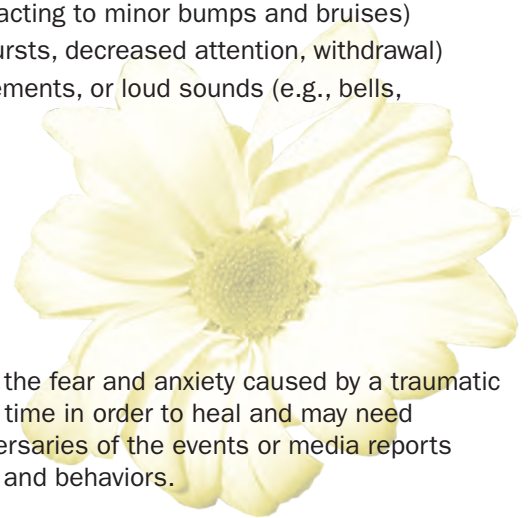 acting to minor bumps and bruises)
ursts, decreased attention, withdrawal)
ements, or loud sounds (e.g., bells,
the fear and anxiety caused by a traumatic
time in order to heal and may need
ersaries of the events or media reports
and behaviors.